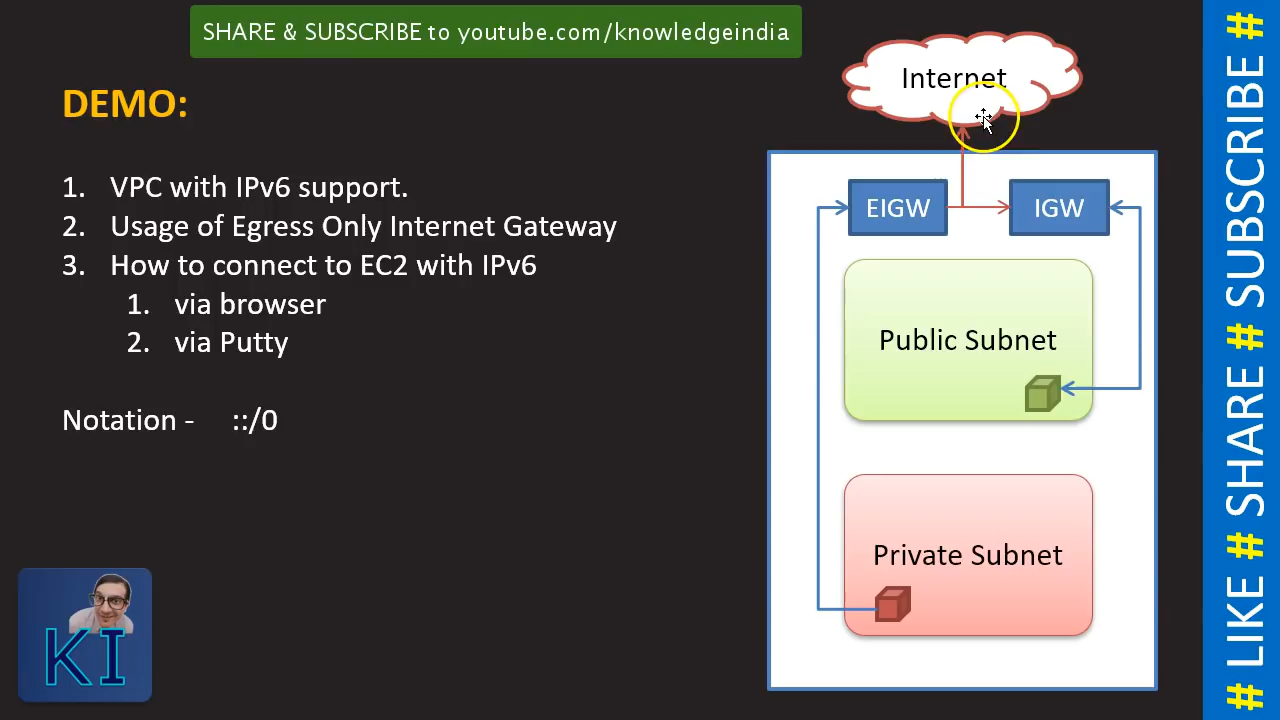 SHARE & SUBSCRIBE to youtube.com/knowledgeindia
DEMO:
1. VPC with IPv6 support.
2. Usage of Egress Only Internet Gateway
3. How to connect to EC2 with IPv6
1. via browser
2. via Putty
Notation - ::/0
KI
Internet
EIGW
IGW
Public Subnet
Private Subnet
# LIKE # SHARE # SUBSCRIBE #